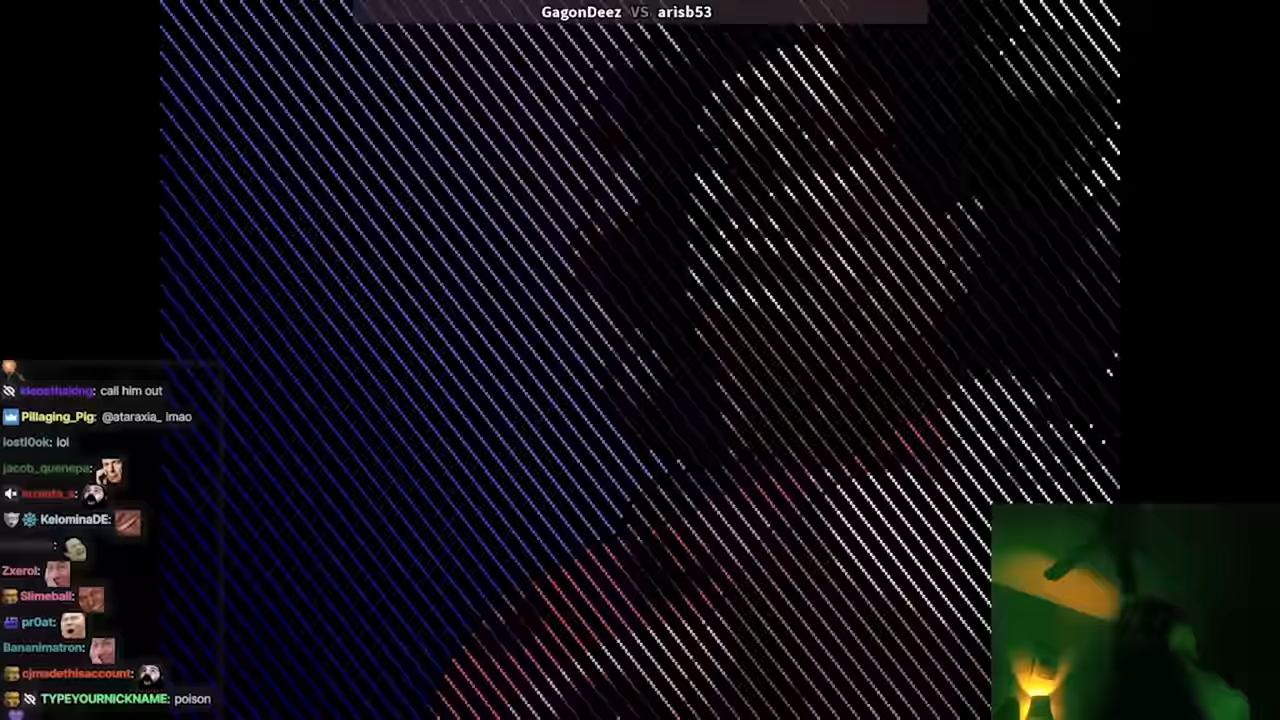 GagonDeez VS arisb53
kleosthaldng: call him out
Pillaging_Pig: @ataraxia_ lmao
lostl0ok: lol
jacob_quenepa:
KelominaDE:
:
Zxerol:
Slimeball:
pr0at:
Bananimatron:
cjmadethisaccount:
TYPEYOURNICKNAME: poison